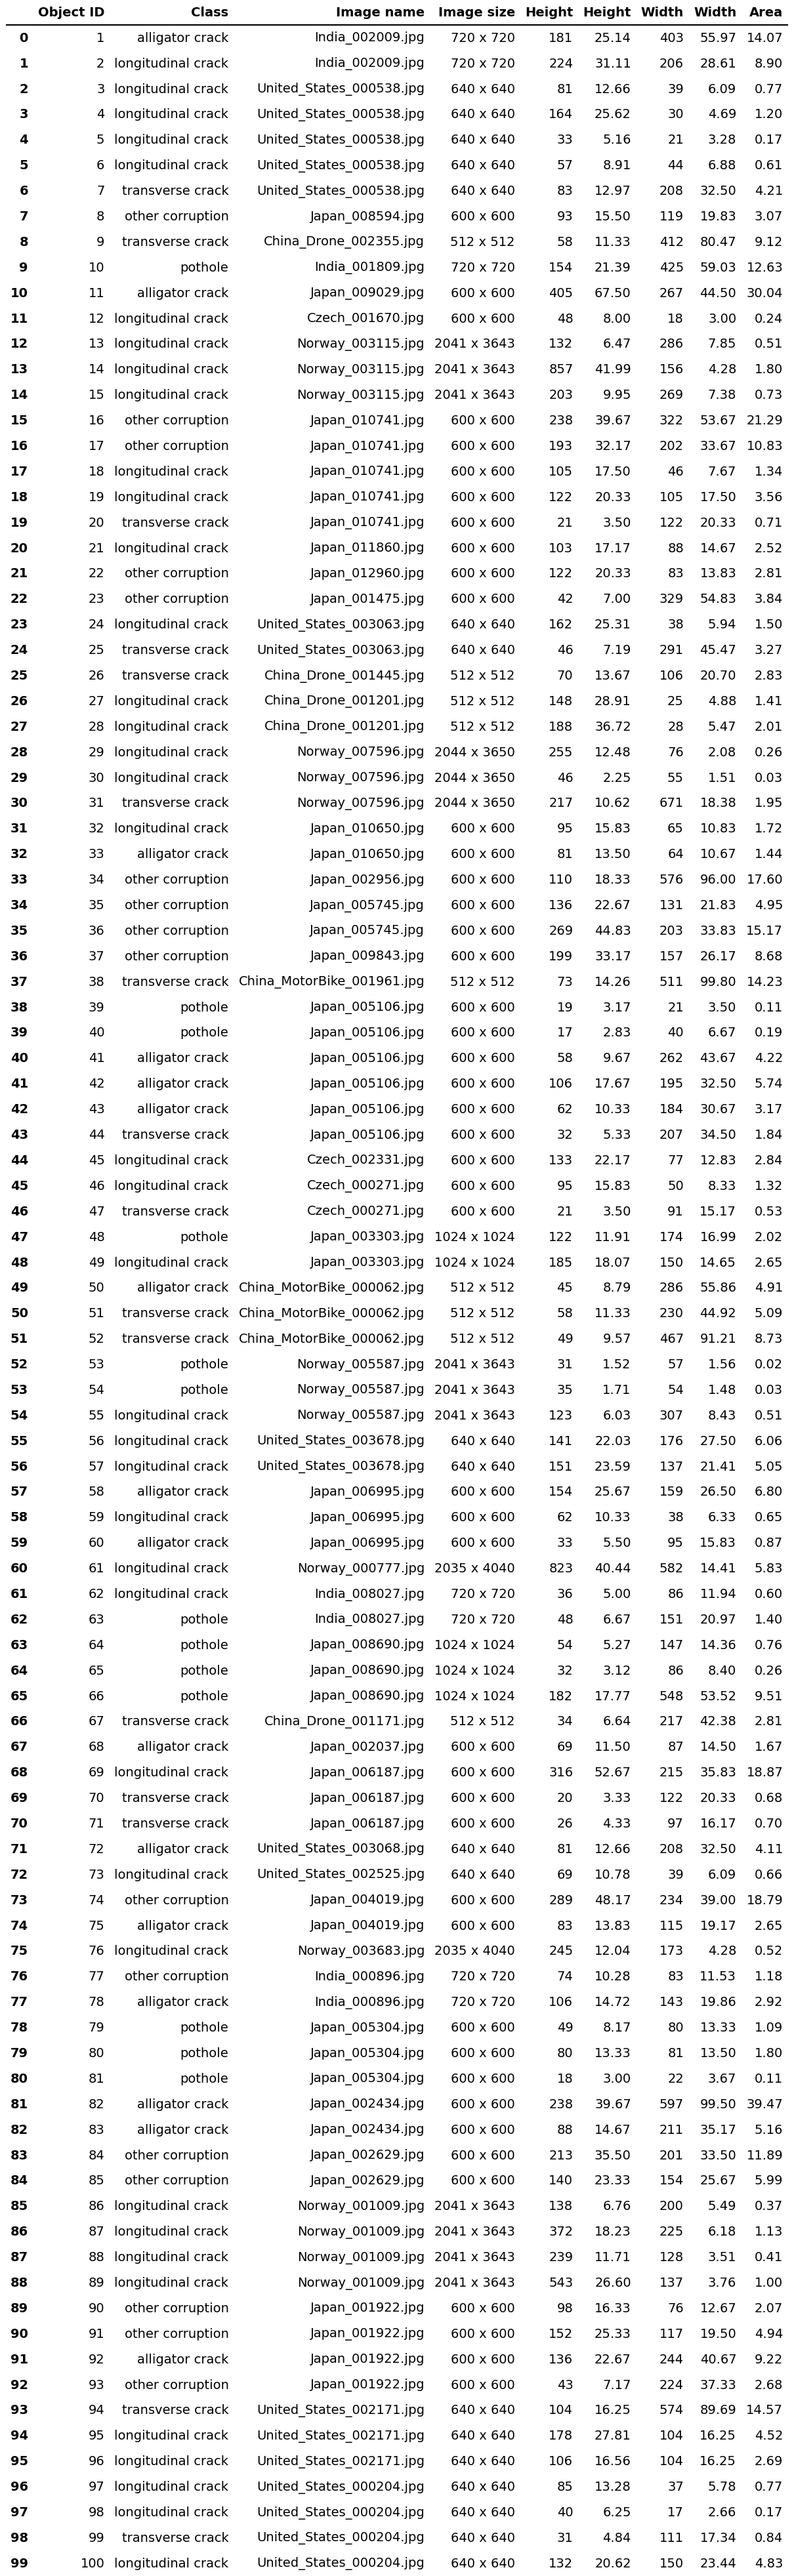 Object ID Class Image name Image size Height Height Width Width Area
0 1 alligator crack India_002009.jpg 720 x 720 181 25.14 403 55.97 14.07
1 2 longitudinal crack India_002009.jpg 720 x 720 224 31.11 206 28.61 8.90
2 3 longitudinal crack United_States_000538.jpg 640 x 640 81 12.66 39 6.09 0.77
3 4 longitudinal crack United_States_000538.jpg 640 x 640 164 25.62 30 4.69 1.20
4 5 longitudinal crack United_States_000538.jpg 640 x 640 33 5.16 21 3.28 0.17
5 6 longitudinal crack United_States_000538.jpg 640 x 640 57 8.91 44 6.88 0.61
6 7 transverse crack United_States_000538.jpg 640 x 640 83 12.97 208 32.50 4.21
7 8 other corruption Japan_008594.jpg 600 x 600 93 15.50 119 19.83 3.07
8 9 transverse crack China_Drone_002355.jpg 512 x 512 58 11.33 412 80.47 9.12
9 10 pothole India_001809.jpg 720 x 720 154 21.39 425 59.03 12.63
10 11 alligator crack Japan_009029.jpg 600 x 600 405 67.50 267 44.50 30.04
11 12 longitudinal crack Czech_001670.jpg 600 x 600 48 8.00 18 3.00 0.24
12 13 longitudinal crack Norway_003115.jpg 2041 x 3643 132 6.47 286 7.85 0.51
13 14 longitudinal crack Norway_003115.jpg 2041 x 3643 857 41.99 156 4.28 1.80
14 15 longitudinal crack Norway_003115.jpg 2041 x 3643 203 9.95 269 7.38 0.73
15 16 other corruption Japan_010741.jpg 600 x 600 238 39.67 322 53.67 21.29
16 17 other corruption Japan_010741.jpg 600 x 600 193 32.17 202 33.67 10.83
17 18 longitudinal crack Japan_010741.jpg 600 x 600 105 17.50 46 7.67 1.34
18 19 longitudinal crack Japan_010741.jpg 600 x 600 122 20.33 105 17.50 3.56
19 20 transverse crack Japan_010741.jpg 600 x 600 21 3.50 122 20.33 0.71
20 21 longitudinal crack Japan_011860.jpg 600 x 600 103 17.17 88 14.67 2.52
21 22 other corruption Japan_012960.jpg 600 x 600 122 20.33 83 13.83 2.81
22 23 other corruption Japan_001475.jpg 600 x 600 42 7.00 329 54.83 3.84
23 24 longitudinal crack United_States_003063.jpg 640 x 640 162 25.31 38 5.94 1.50
24 25 transverse crack United_States_003063.jpg 640 x 640 46 7.19 291 45.47 3.27
25 26 transverse crack China_Drone_001445.jpg 512 x 512 70 13.67 106 20.70 2.83
26 27 longitudinal crack China_Drone_001201.jpg 512 x 512 148 28.91 25 4.88 1.41
27 28 longitudinal crack China_Drone_001201.jpg 512 x 512 188 36.72 28 5.47 2.01
28 29 longitudinal crack Norway_007596.jpg 2044 x 3650 255 12.48 76 2.08 0.26
29 30 longitudinal crack Norway_007596.jpg 2044 x 3650 46 2.25 55 1.51 0.03
30 31 transverse crack Norway_007596.jpg 2044 x 3650 217 10.62 671 18.38 1.95
31 32 longitudinal crack Japan_010650.jpg 600 x 600 95 15.83 65 10.83 1.72
32 33 alligator crack Japan_010650.jpg 600 x 600 81 13.50 64 10.67 1.44
33 34 other corruption Japan_002956.jpg 600 x 600 110 18.33 576 96.00 17.60
34 35 other corruption Japan_005745.jpg 600 x 600 136 22.67 131 21.83 4.95
35 36 other corruption Japan_005745.jpg 600 x 600 269 44.83 203 33.83 15.17
36 37 other corruption Japan_009843.jpg 600 x 600 199 33.17 157 26.17 8.68
37 38 transverse crack China_MotorBike_001961.jpg 512 x 512 73 14.26 511 99.80 14.23
38 39 pothole Japan_005106.jpg 600 x 600 19 3.17 21 3.50 0.11
39 40 pothole Japan_005106.jpg 600 x 600 17 2.83 40 6.67 0.19
40 41 alligator crack Japan_005106.jpg 600 x 600 58 9.67 262 43.67 4.22
41 42 alligator crack Japan_005106.jpg 600 x 600 106 17.67 195 32.50 5.74
42 43 alligator crack Japan_005106.jpg 600 x 600 62 10.33 184 30.67 3.17
43 44 transverse crack Japan_005106.jpg 600 x 600 32 5.33 207 34.50 1.84
44 45 longitudinal crack Czech_002331.jpg 600 x 600 133 22.17 77 12.83 2.84
45 46 longitudinal crack Czech_000271.jpg 600 x 600 95 15.83 50 8.33 1.32
46 47 transverse crack Czech_000271.jpg 600 x 600 21 3.50 91 15.17 0.53
47 48 pothole Japan_003303.jpg 1024 x 1024 122 11.91 174 16.99 2.02
48 49 longitudinal crack Japan_003303.jpg 1024 x 1024 185 18.07 150 14.65 2.65
49 50 alligator crack China_MotorBike_000062.jpg 512 x 512 45 8.79 286 55.86 4.91
50 51 transverse crack China_MotorBike_000062.jpg 512 x 512 58 11.33 230 44.92 5.09
51 52 transverse crack China_MotorBike_000062.jpg 512 x 512 49 9.57 467 91.21 8.73
52 53 pothole Norway_005587.jpg 2041 x 3643 31 1.52 57 1.56 0.02
53 54 pothole Norway_005587.jpg 2041 x 3643 35 1.71 54 1.48 0.03
54 55 longitudinal crack Norway_005587.jpg 2041 x 3643 123 6.03 307 8.43 0.51
55 56 longitudinal crack United_States_003678.jpg 640 x 640 141 22.03 176 27.50 6.06
56 57 longitudinal crack United_States_003678.jpg 640 x 640 151 23.59 137 21.41 5.05
57 58 alligator crack Japan_006995.jpg 600 x 600 154 25.67 159 26.50 6.80
58 59 longitudinal crack Japan_006995.jpg 600 x 600 62 10.33 38 6.33 0.65
59 60 alligator crack Japan_006995.jpg 600 x 600 33 5.50 95 15.83 0.87
60 61 longitudinal crack Norway_000777.jpg 2035 x 4040 823 40.44 582 14.41 5.83
61 62 longitudinal crack India_008027.jpg 720 x 720 36 5.00 86 11.94 0.60
62 63 pothole India_008027.jpg 720 x 720 48 6.67 151 20.97 1.40
63 64 pothole Japan_008690.jpg 1024 x 1024 54 5.27 147 14.36 0.76
64 65 pothole Japan_008690.jpg 1024 x 1024 32 3.12 86 8.40 0.26
65 66 pothole Japan_008690.jpg 1024 x 1024 182 17.77 548 53.52 9.51
66 67 transverse crack China_Drone_001171.jpg 512 x 512 34 6.64 217 42.38 2.81
67 68 alligator crack Japan_002037.jpg 600 x 600 69 11.50 87 14.50 1.67
68 69 longitudinal crack Japan_006187.jpg 600 x 600 316 52.67 215 35.83 18.87
69 70 transverse crack Japan_006187.jpg 600 x 600 20 3.33 122 20.33 0.68
70 71 transverse crack Japan_006187.jpg 600 x 600 26 4.33 97 16.17 0.70
71 72 alligator crack United_States_003068.jpg 640 x 640 81 12.66 208 32.50 4.11
72 73 longitudinal crack United_States_002525.jpg 640 x 640 69 10.78 39 6.09 0.66
73 74 other corruption Japan_004019.jpg 600 x 600 289 48.17 234 39.00 18.79
74 75 alligator crack Japan_004019.jpg 600 x 600 83 13.83 115 19.17 2.65
75 76 longitudinal crack Norway_003683.jpg 2035 x 4040 245 12.04 173 4.28 0.52
76 77 other corruption India_000896.jpg 720 x 720 74 10.28 83 11.53 1.18
77 78 alligator crack India_000896.jpg 720 x 720 106 14.72 143 19.86 2.92
78 79 pothole Japan_005304.jpg 600 x 600 49 8.17 80 13.33 1.09
79 80 pothole Japan_005304.jpg 600 x 600 80 13.33 81 13.50 1.80
80 81 pothole Japan_005304.jpg 600 x 600 18 3.00 22 3.67 0.11
81 82 alligator crack Japan_002434.jpg 600 x 600 238 39.67 597 99.50 39.47
82 83 alligator crack Japan_002434.jpg 600 x 600 88 14.67 211 35.17 5.16
83 84 other corruption Japan_002629.jpg 600 x 600 213 35.50 201 33.50 11.89
84 85 other corruption Japan_002629.jpg 600 x 600 140 23.33 154 25.67 5.99
85 86 longitudinal crack Norway_001009.jpg 2041 x 3643 138 6.76 200 5.49 0.37
86 87 longitudinal crack Norway_001009.jpg 2041 x 3643 372 18.23 225 6.18 1.13
87 88 longitudinal crack Norway_001009.jpg 2041 x 3643 239 11.71 128 3.51 0.41
88 89 longitudinal crack Norway_001009.jpg 2041 x 3643 543 26.60 137 3.76 1.00
89 90 other corruption Japan_001922.jpg 600 x 600 98 16.33 76 12.67 2.07
90 91 other corruption Japan_001922.jpg 600 x 600 152 25.33 117 19.50 4.94
91 92 alligator crack Japan_001922.jpg 600 x 600 136 22.67 244 40.67 9.22
92 93 other corruption Japan_001922.jpg 600 x 600 43 7.17 224 37.33 2.68
93 94 transverse crack United_States_002171.jpg 640 x 640 104 16.25 574 89.69 14.57
94 95 longitudinal crack United_States_002171.jpg 640 x 640 178 27.81 104 16.25 4.52
95 96 longitudinal crack United_States_002171.jpg 640 x 640 106 16.56 104 16.25 2.69
96 97 longitudinal crack United_States_000204.jpg 640 x 640 85 13.28 37 5.78 0.77
97 98 longitudinal crack United_States_000204.jpg 640 x 640 40 6.25 17 2.66 0.17
98 99 transverse crack United_States_000204.jpg 640 x 640 31 4.84 111 17.34 0.84
99 100 longitudinal crack United_States_000204.jpg 640 x 640 132 20.62 150 23.44 4.83